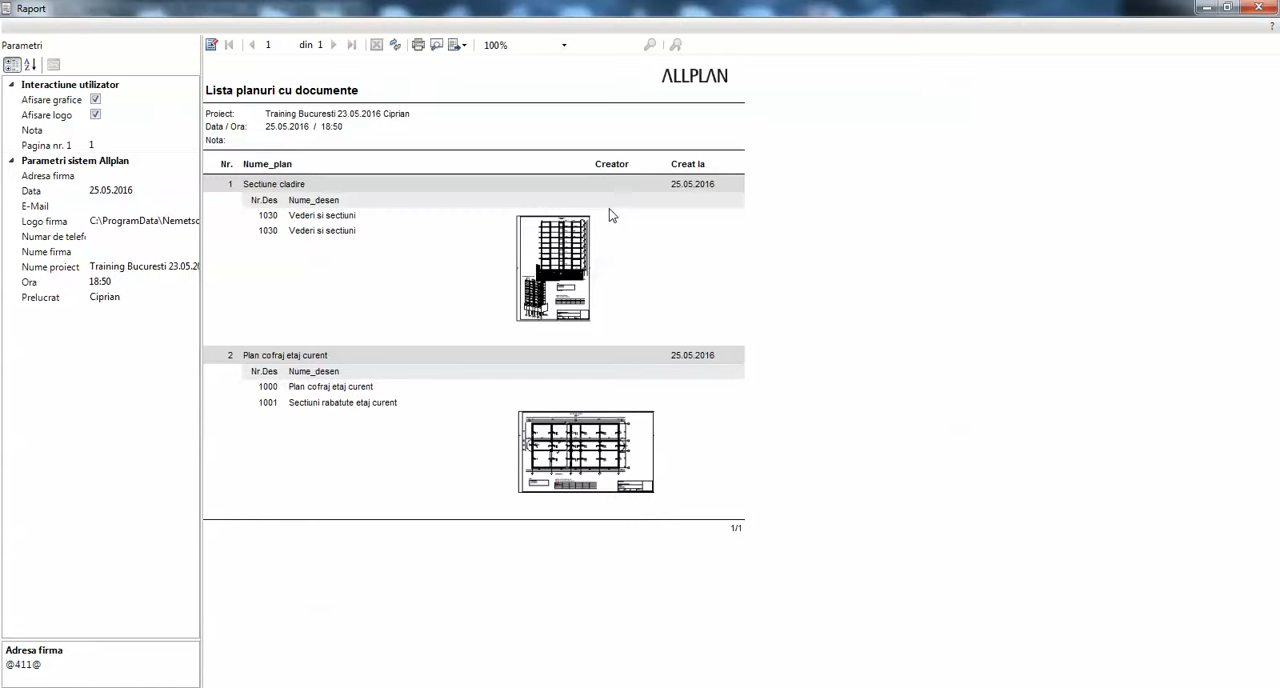 Raport
?
Parametri
1 din 1 100%
Interactiune utilizator
Afisare grafice
Afisare logo
Nota
Pagina nr. 1 1
Parametri sistem Allplan
Adresa firma
Data 25.05.2016
E-Mail
Logo firma C:\ProgramData\Nemetsc
Numar de telef
Nume firma
Nume proiect Training Bucuresti 23.05.20
Ora 18:50
Prelucrat Ciprian
Adresa firma
@411@
ALLPLAN
Lista planuri cu documente
Proiect: Training Bucuresti 23.05.2016 Ciprian
Data / Ora: 25.05.2016 / 18:50
Nota:
Nr. Nume_plan Creator Creat la
1 Sectiune cladire 25.05.2016
Nr.Des Nume_desen
1030 Vederi si sectiuni
1030 Vederi si sectiuni
2 Plan cofraj etaj curent 25.05.2016
Nr.Des Nume_desen
1000 Plan cofraj etaj curent
1001 Sectiuni rabatute etaj curent
1/1